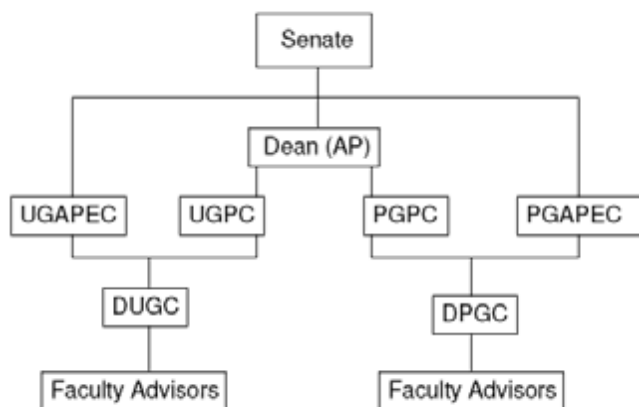 Senate
Dean (AP)
UGAPEC
UGPC
PGPC
PGAPEC
DUGC
DPGC
Faculty Advisors
Faculty Advisors